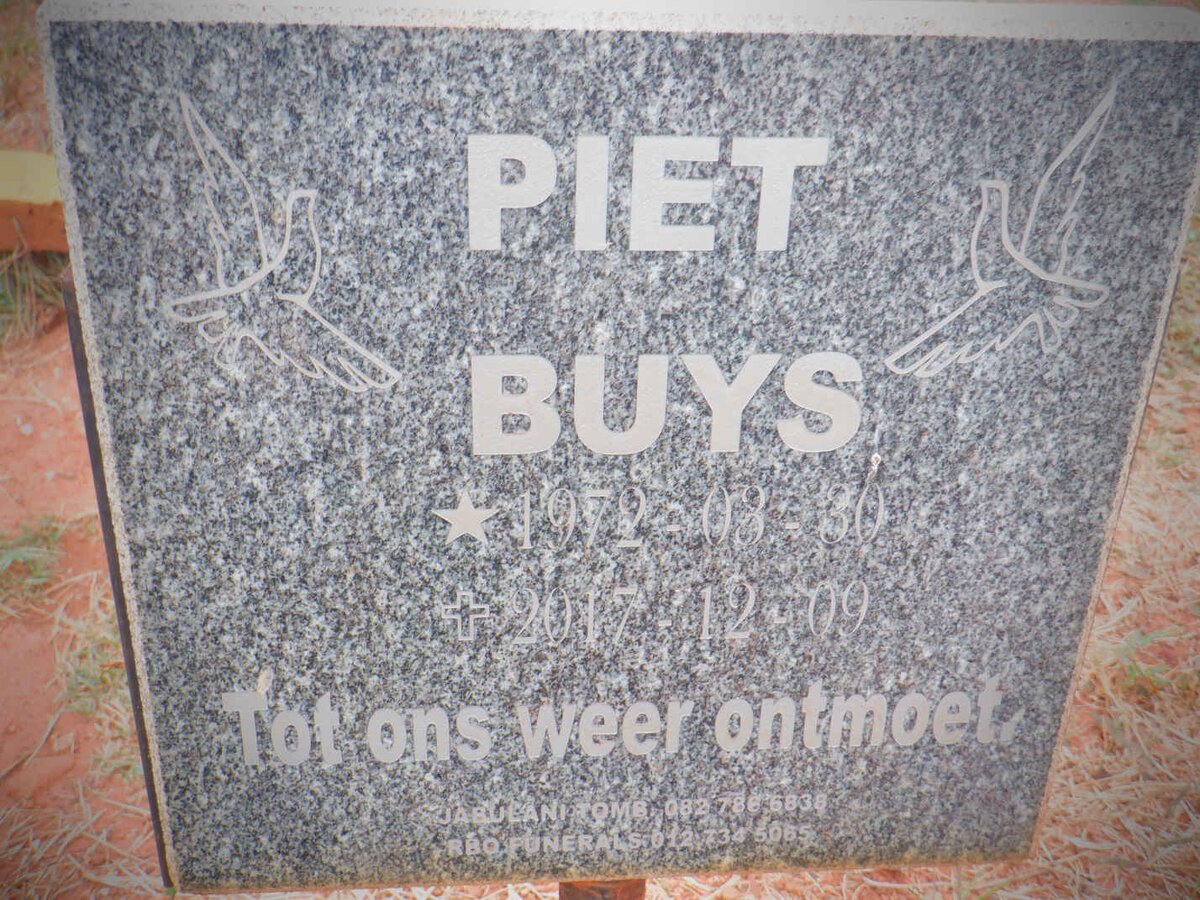 PIET
BUYS
1972 - 03 - 30
2017 - 12 - 09
Tot ons weer ontmoet.
JABULANI TOMB. 082 786 6838
RBO FUNERALS.012 734 5065